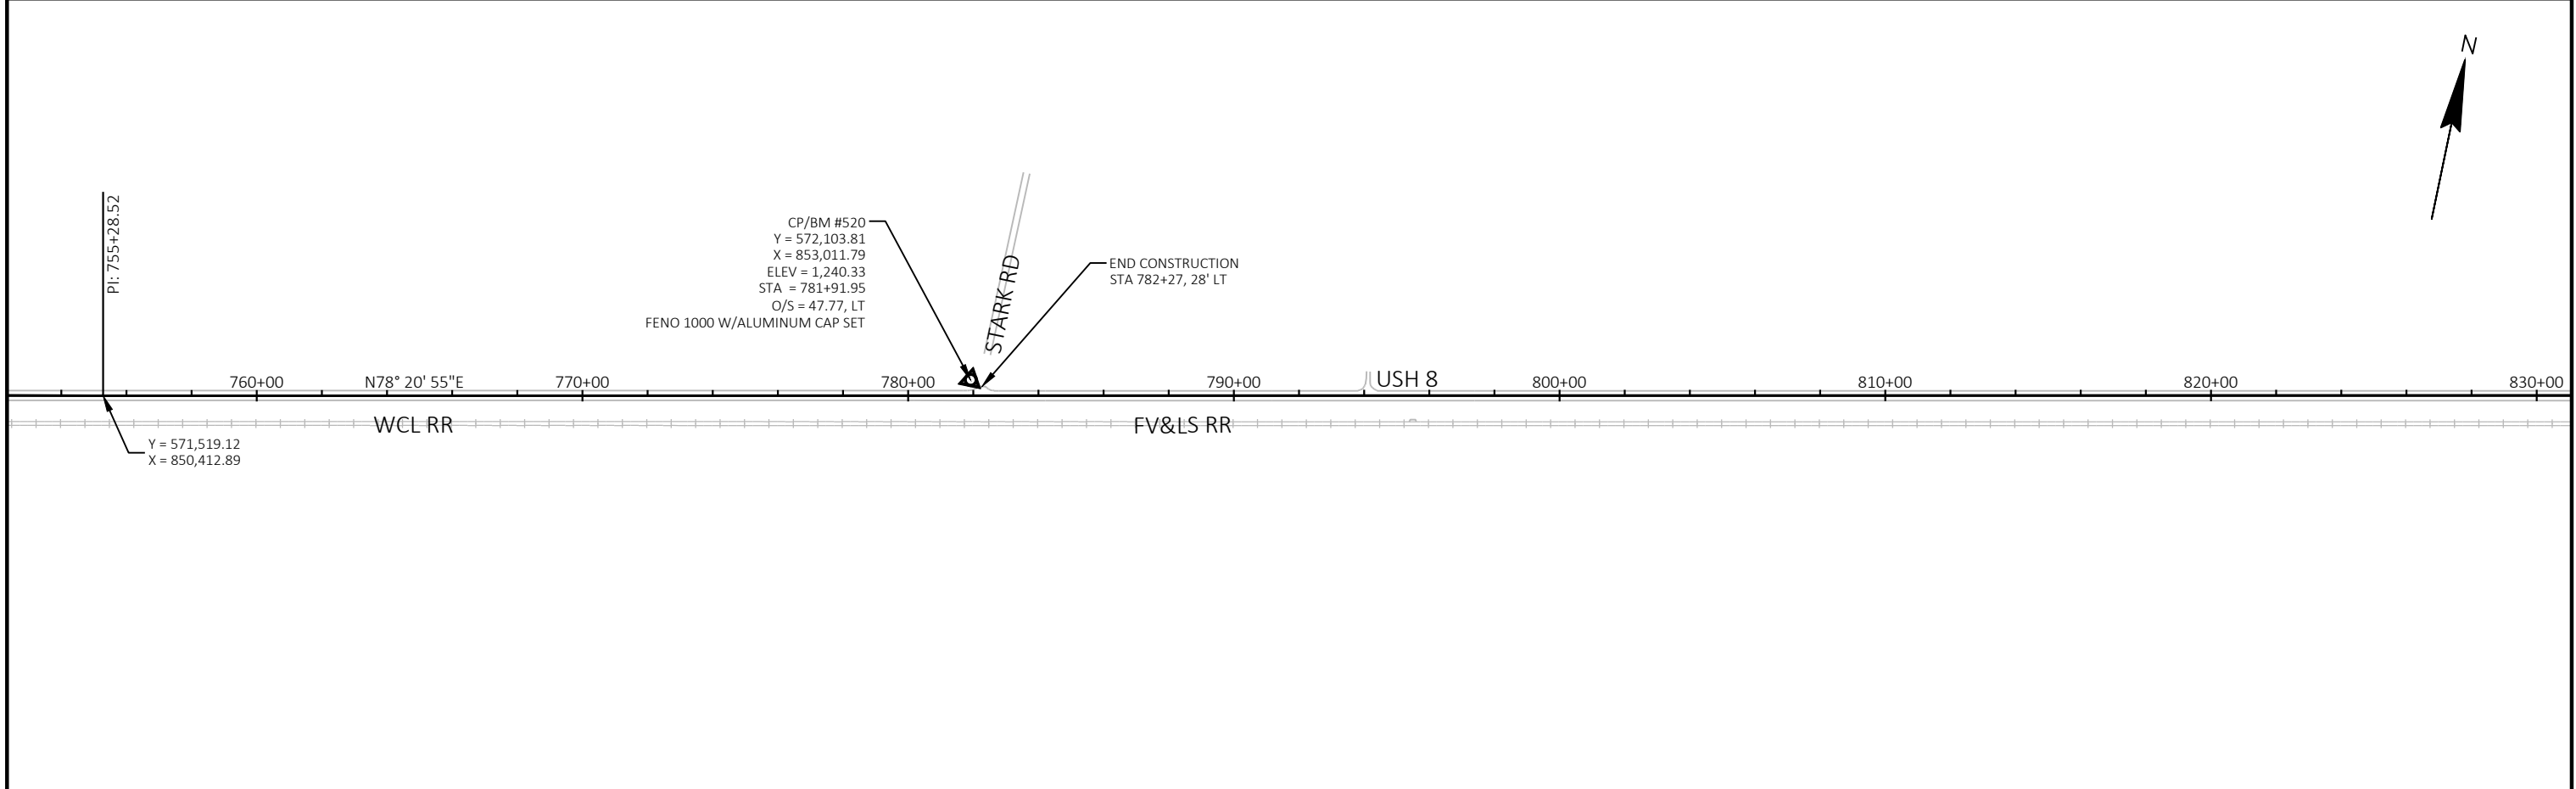 N
PI: 755+28.52
CP/BM #520
Y = 572,103.81
X = 853,011.79
ELEV = 1,240.33
STA = 781+91.95
O/S = 47.77, LT
FENO 1000 W/ALUMINUM CAP SET
STARK RD
END CONSTRUCTION
STA 782+27, 28' LT
760+00
N78° 20' 55"E
770+00
780+00
790+00
USH 8
800+00
810+00
820+00
830+00
WCL RR
FV&LS RR
Y = 571,519.12
X = 850,412.89